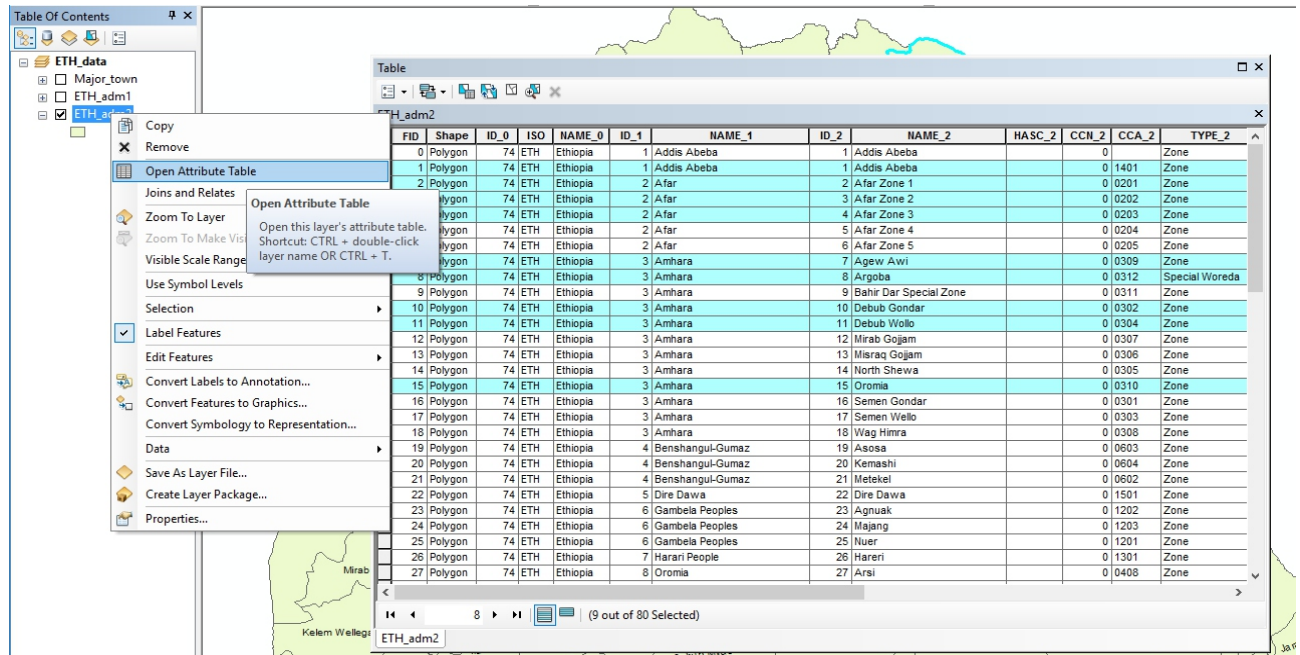 Table Of Contents
ETH_data
Major_town
ETH_adm1
ETH_adm2
Copy
Remove
Open Attribute Table
Joins and Relates
Zoom To Layer
Zoom To Make
Visible Scale Range
Use Symbol Levels
Selection
Label Features
Edit Features
Convert Labels to Annotation...
Convert Features to Graphics...
Convert Symbology to Representation...
Data
Save As Layer File...
Create Layer Package...
Properties...
Open Attribute Table
Open this layer's attribute table.
Shortcut: CTRL + double-click
layer name OR CTRL + T.
Table
ETH_adm2
FID Shape ID_0 ISO NAME_0 ID_1 NAME_1 ID_2 NAME_2 HASC_2 CCN_2 CCA_2 TYPE_2
0 Polygon 74 ETH Ethiopia 1 Addis Abeba 1 Addis Abeba 0 Zone
1 Polygon 74 ETH Ethiopia 1 Addis Abeba 1 Addis Abeba 0 1401 Zone
2 Polygon 74 ETH Ethiopia 2 Afar 2 Afar Zone 1 0 0201 Zone
74 ETH Ethiopia 2 Afar 3 Afar Zone 2 0 0202 Zone
74 ETH Ethiopia 2 Afar 4 Afar Zone 3 0 0203 Zone
74 ETH Ethiopia 2 Afar 5 Afar Zone 4 0 0204 Zone
74 ETH Ethiopia 2 Afar 6 Afar Zone 5 0 0205 Zone
74 ETH Ethiopia 3 Amhara 7 Agew Awi 0 0309 Zone
8 Polygon 74 ETH Ethiopia 3 Amhara 8 Argoba 0 0312 Special Woreda
9 Polygon 74 ETH Ethiopia 3 Amhara 9 Bahir Dar Special Zone 0 0311 Zone
10 Polygon 74 ETH Ethiopia 3 Amhara 10 Debub Gondar 0 0302 Zone
11 Polygon 74 ETH Ethiopia 3 Amhara 11 Debub Wollo 0 0304 Zone
12 Polygon 74 ETH Ethiopia 3 Amhara 12 Mirab Gojjam 0 0307 Zone
13 Polygon 74 ETH Ethiopia 3 Amhara 13 Misraq Gojjam 0 0306 Zone
14 Polygon 74 ETH Ethiopia 3 Amhara 14 North Shewa 0 0305 Zone
15 Polygon 74 ETH Ethiopia 3 Amhara 15 Oromia 0 0310 Zone
16 Polygon 74 ETH Ethiopia 3 Amhara 16 Semen Gondar 0 0301 Zone
17 Polygon 74 ETH Ethiopia 3 Amhara 17 Semen Wello 0 0303 Zone
18 Polygon 74 ETH Ethiopia 3 Amhara 18 Wag Himra 0 0308 Zone
19 Polygon 74 ETH Ethiopia 4 Benshangul-Gumaz 19 Asosa 0 0603 Zone
20 Polygon 74 ETH Ethiopia 4 Benshangul-Gumaz 20 Kemashi 0 0604 Zone
21 Polygon 74 ETH Ethiopia 4 Benshangul-Gumaz 21 Metekel 0 0602 Zone
22 Polygon 74 ETH Ethiopia 5 Dire Dawa 22 Dire Dawa 0 1501 Zone
23 Polygon 74 ETH Ethiopia 6 Gambela Peoples 23 Agnuak 0 1202 Zone
24 Polygon 74 ETH Ethiopia 6 Gambela Peoples 24 Majang 0 1203 Zone
25 Polygon 74 ETH Ethiopia 6 Gambela Peoples 25 Nuer 0 1201 Zone
26 Polygon 74 ETH Ethiopia 7 Harari People 26 Hareri 0 1301 Zone
27 Polygon 74 ETH Ethiopia 8 Oromia 27 Arsi 0 0408 Zone
8 (9 out of 80 Selected)
ETH_adm2
Mirab
Kelem